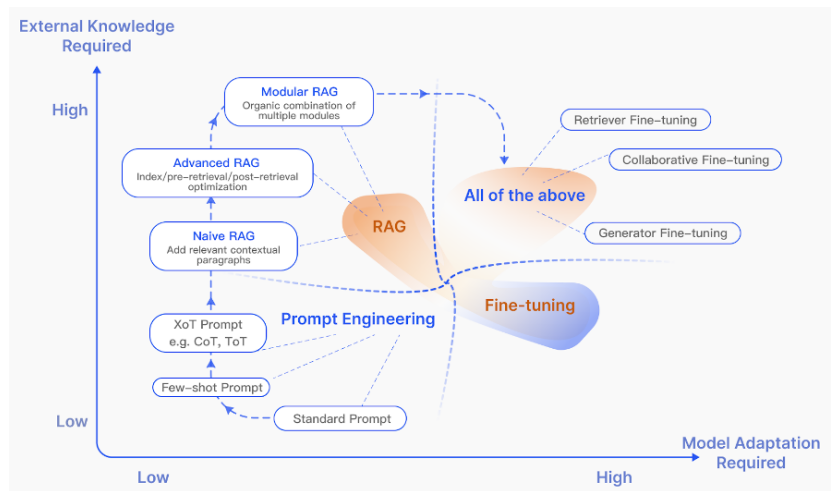 External Knowledge
Required
High
Modular RAG
Organic combination of
multiple modules
Retriever Fine-tuning
Advanced RAG
Index/pre-retrieval/post-retrieval
optimization
Collaborative Fine-tuning
All of the above
RAG
Naive RAG
Add relevant contextual
paragraphs
Generator Fine-tuning
Fine-tuning
XoT Prompt
e.g. CoT, ToT
Prompt Engineering
Few-shot Prompt
Standard Prompt
Low
Model Adaptation
Required
Low
High